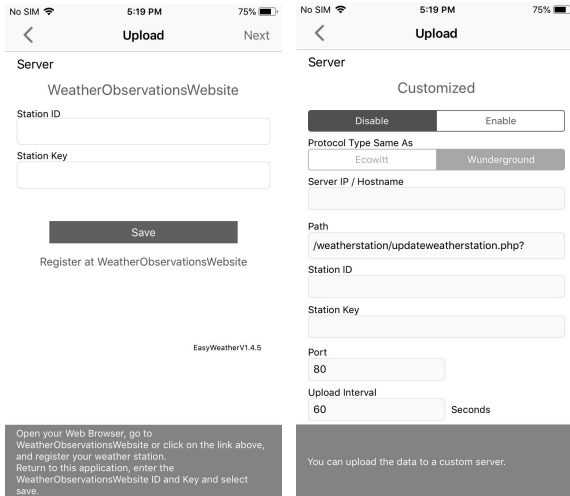 No SIM 5:19 PM 75%
Upload Next
Server
WeatherObservationsWebsite
Station ID
Station Key
Save
Register at WeatherObservationsWebsite
EasyWeatherV1.4.5
Open your Web Browser, go to
WeatherObservationsWebsite or click on the link above,
and register your weather station.
Return to this application, enter the
WeatherObservationsWebsite ID and Key and select
save.
No SIM 5:19 PM 75%
Upload
Server
Customized
Disable Enable
Protocol Type Same As
Ecowitt Wunderground
Server IP / Hostname
Path
/weatherstation/updateweatherstation.php?
Station ID
Station Key
Port
80
Upload Interval
60 Seconds
You can upload the data to a custom server.